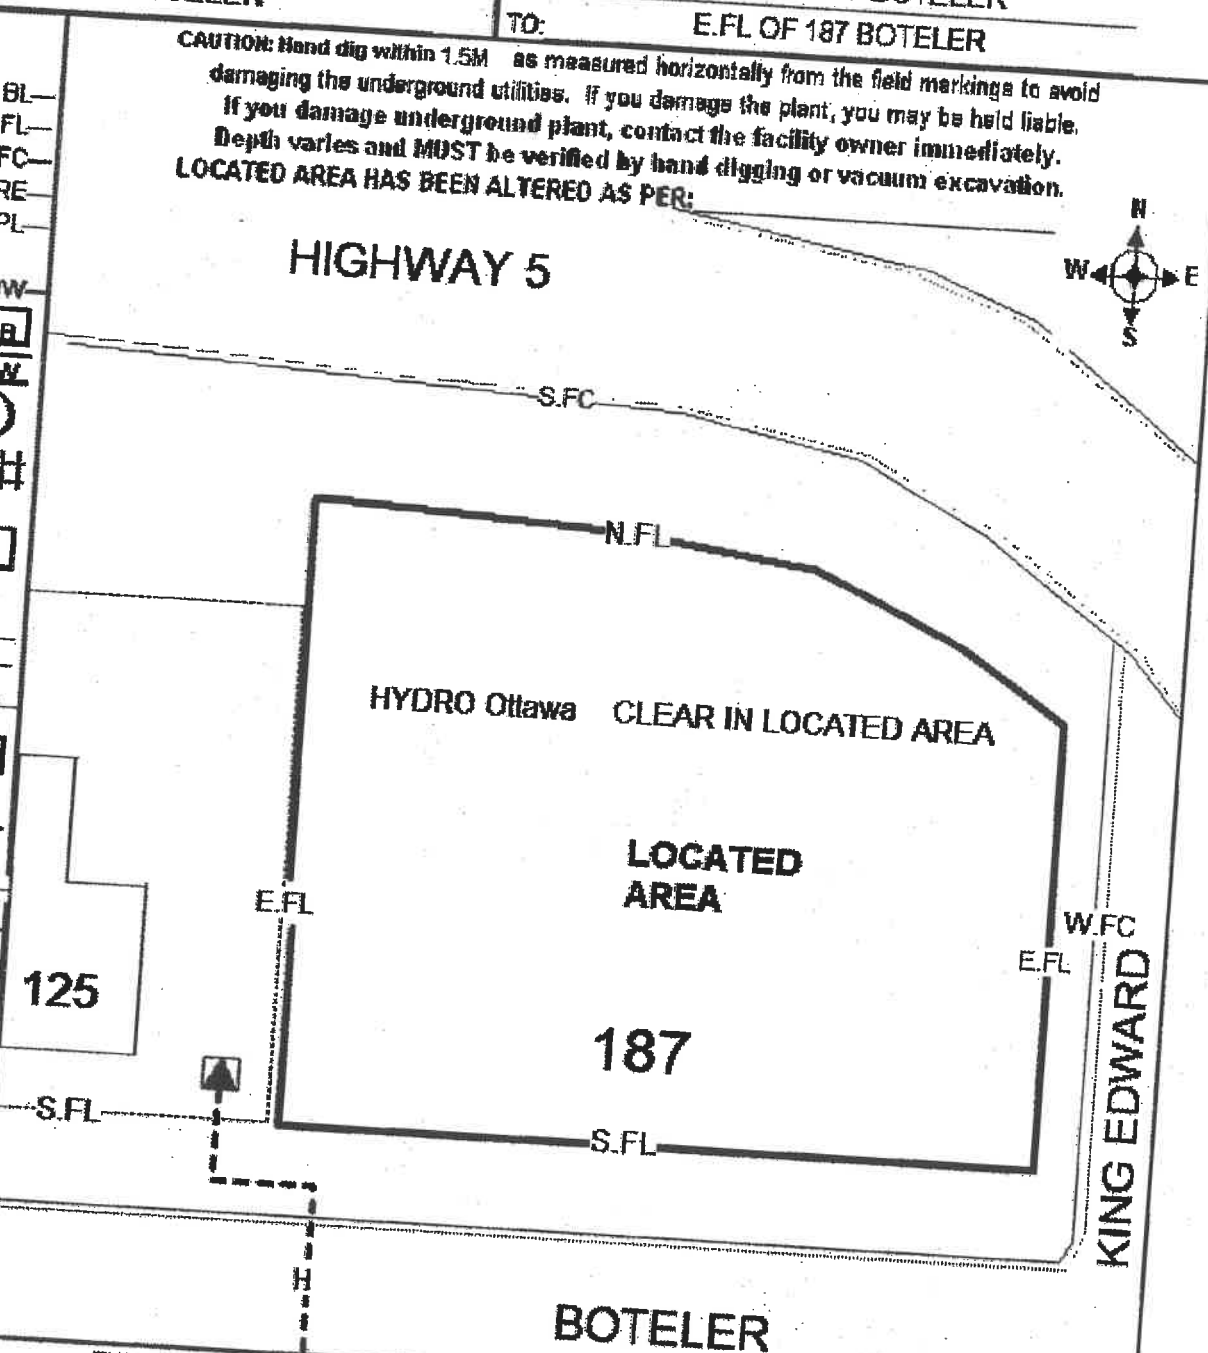 TO:
E.FL OF 187 BOTELER
CAUTION: Hand dig within 1.5M as measured horizontally from the field markings to avoid
damaging the underground utilities. If you damage the plant, you may be held liable.
If you damage underground plant, contact the facility owner immediately.
Depth varies and MUST be verified by hand digging or vacuum excavation.
LOCATED AREA HAS BEEN ALTERED AS PER:
BL
FL
FC
RE
PL
W
B
N
W
E
S
HIGHWAY 5
S.FC
N.FL
HYDRO Ottawa CLEAR IN LOCATED AREA
LOCATED
AREA
E.FL
W.FC
E.FL
125
187
KING EDWARD
S.FL
S.FL
H
BOTELER